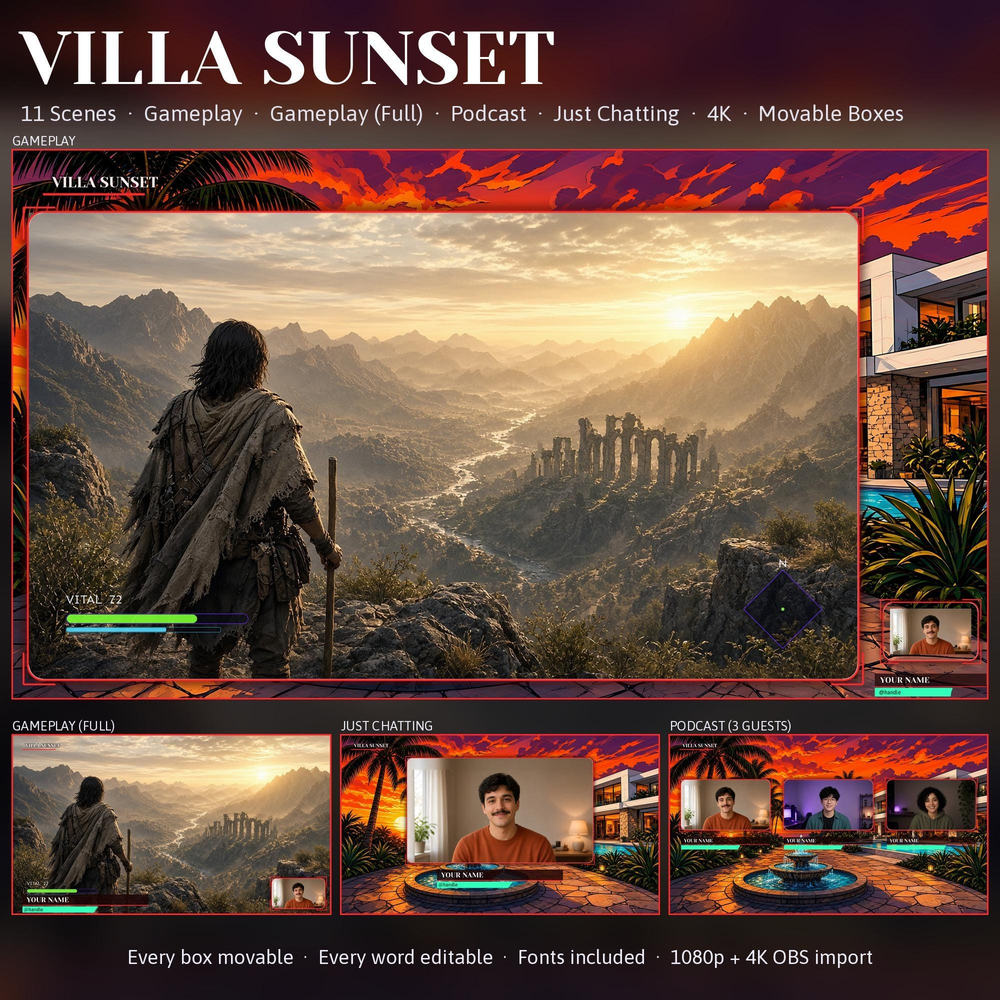 VILLA SUNSET
11 Scenes · Gameplay · Gameplay (Full) · Podcast · Just Chatting · 4K · Movable Boxes
GAMEPLAY
VILLA SUNSET
VITAL 72
N
YOUR NAME
@handle
GAMEPLAY (FULL)
JUST CHATTING
PODCAST (3 GUESTS)
VILLA SUNSET
VILLA SUNSET
VILLA SUNSET
VITAL 72
YOUR NAME
@handle
YOUR NAME
@handle
YOUR NAME
YOUR NAME
YOUR NAME
Every box movable · Every word editable · Fonts included · 1080p + 4K OBS import